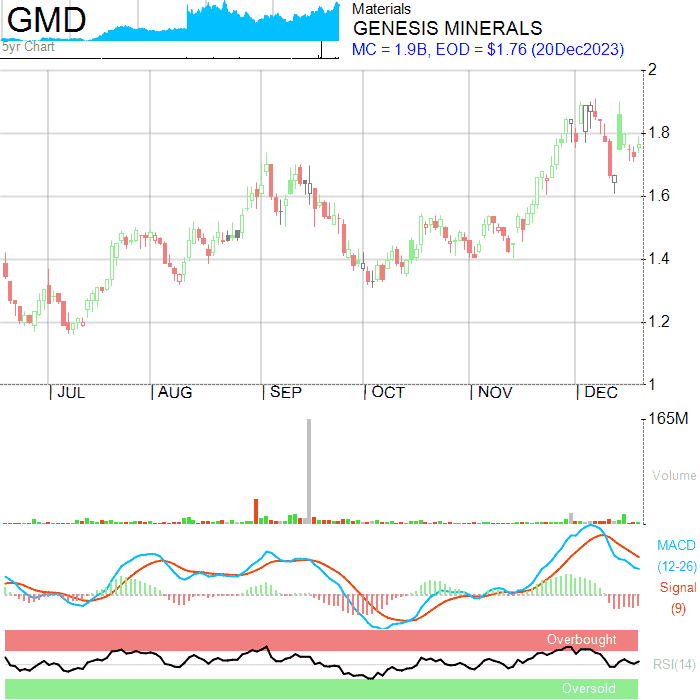 GMD
5yr Chart
Materials
GENESIS MINERALS
MC = 1.9B, EOD = $1.76 (20Dec2023)
2
1.8
1.6
1.4
1.2
1
JUL AUG SEP OCT NOV DEC
165M
Volume
MACD
(12-26)
Signal
(9)
Overbought
RSI(14)
Oversold